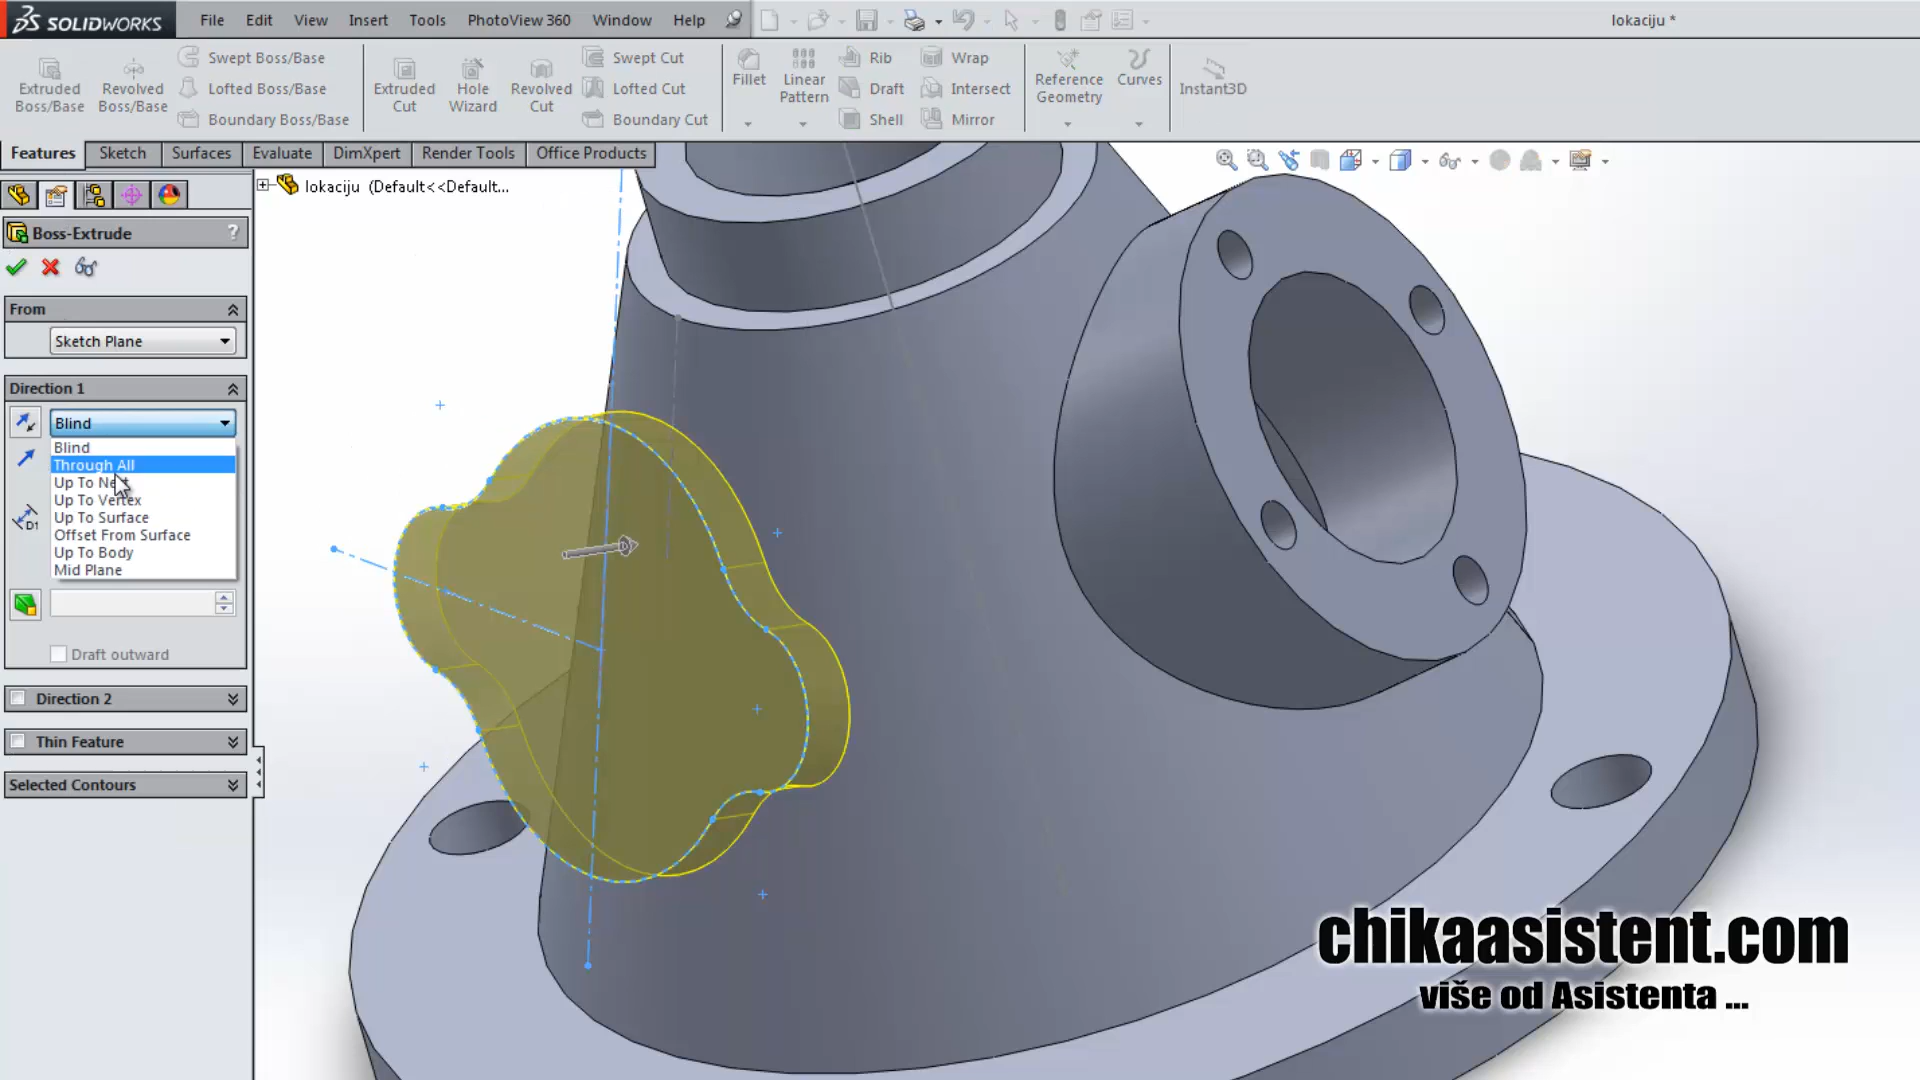 SOLIDWORKS File Edit View Insert Tools PhotoView 360 Window Help lokaciju *
Extruded Boss/Base
Revolved Boss/Base
Swept Boss/Base
Lofted Boss/Base
Boundary Boss/Base
Extruded Cut
Hole Wizard
Revolved Cut
Swept Cut
Lofted Cut
Boundary Cut
Fillet
Linear Pattern
Rib
Draft
Shell
Wrap
Intersect
Mirror
Reference Geometry
Curves
Instant3D
Features Sketch Surfaces Evaluate DimXpert Render Tools Office Products
lokaciju (Default<<Default...
Boss-Extrude ?
From
Sketch Plane
Direction 1
Blind
Blind
Through All
Up To Next
Up To Vertex
Up To Surface
Offset From Surface
Up To Body
Mid Plane
D1
Draft outward
Direction 2
Thin Feature
Selected Contours
chikaasistent.com
više od Asistenta ...